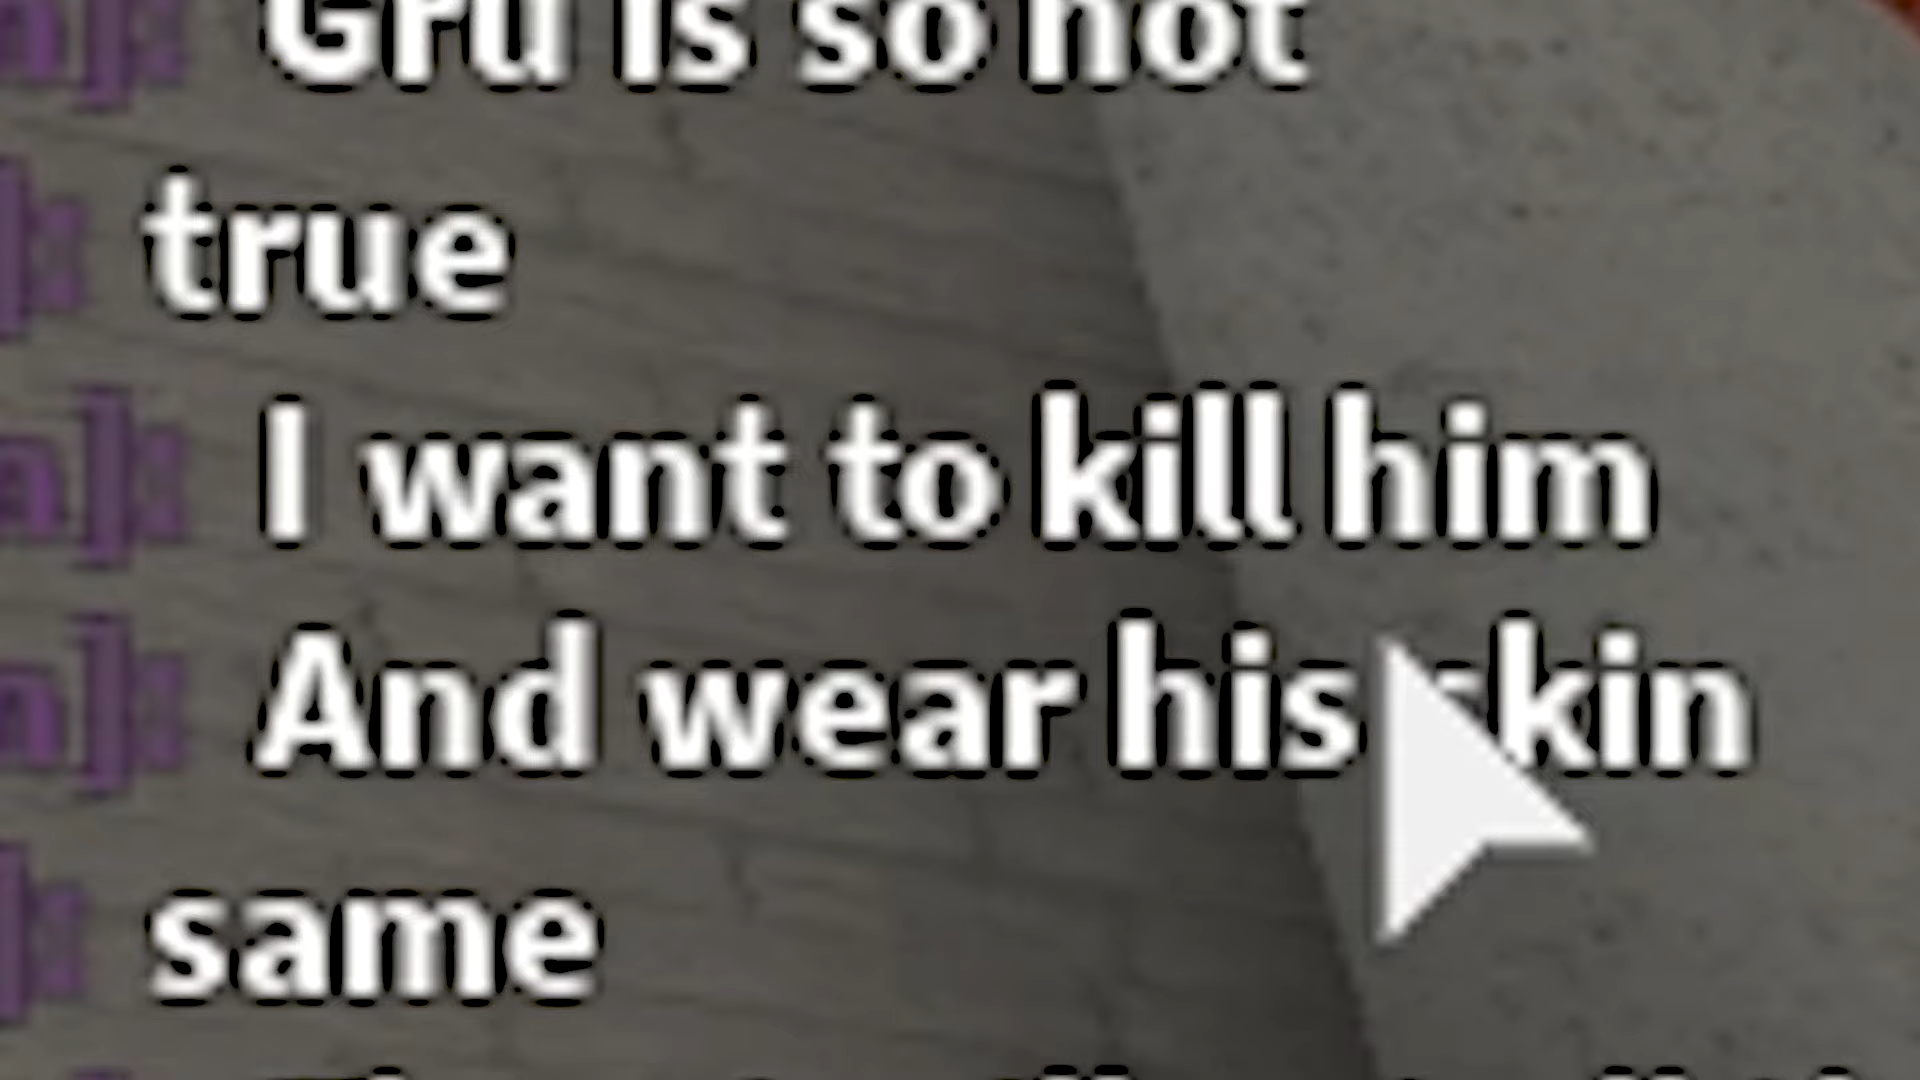 n]: Gru is so hot
]: true
n]: I want to kill him
n]: And wear his skin
]: same